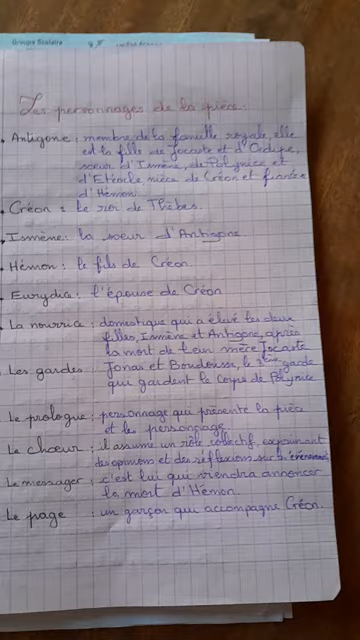 Groupe Scolaire
Les personnages de la pièce.
Antigone : membre de la famille royale, elle
est la fille de Jocaste et d'Oedipe,
soeur d'Ismène, de Polynice et
d'Etéocle, nièce de Créon et fiancée
d'Hémon.
Créon : Le roi de Thèbes.
Ismène : la soeur d'Antigone
Hémon : le fils de Créon
Eurydice : l'épouse de Créon
La nourrice : domestique qui a élevé les deux
filles, Ismène et Antigone, après
la mort de leur mère Jocaste
Les gardes : Jonas et Boudousse, le garde
qui gardent le corps de Polynice
Le prologue : personnage qui présente la pièce
et les personnages
Le choeur : il assume un rôle collectif, exprimant
des opinions et des réflexions sur les
Le messager : c'est lui qui viendra annoncer
la mort d'Hémon.
Le page : un garçon qui accompagne Créon.